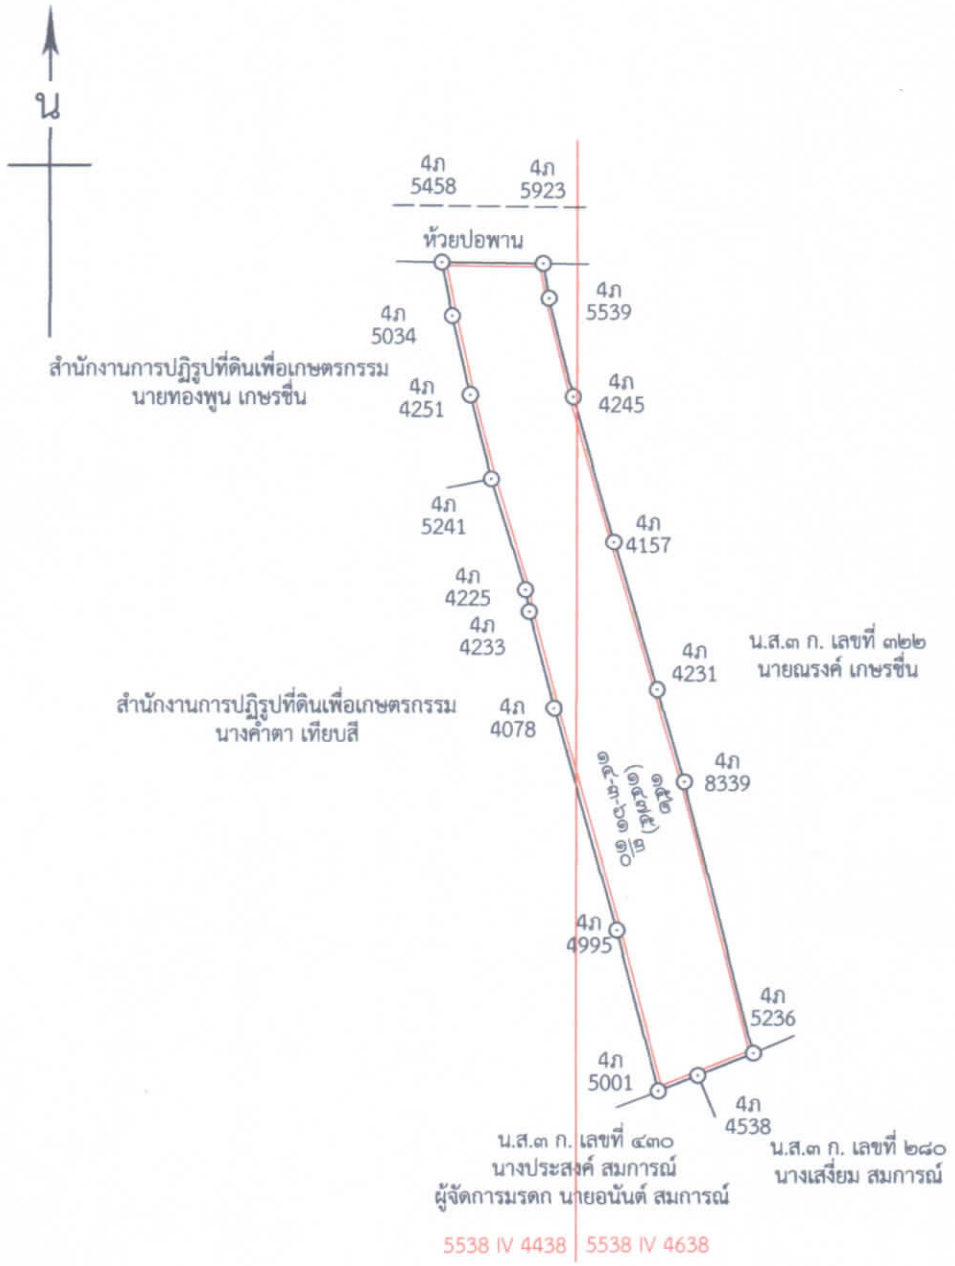 น
4ภ
5458
4ภ
5923
ห้วยปอพาน
4ภ
5539
4ภ
5034
สำนักงานการปฏิรูปที่ดินเพื่อเกษตรกรรม
นายทองพูน เกษรชื่น
4ภ
4251
4ภ
4245
4ภ
5241
4ภ
4157
4ภ
4225
4ภ
4233
น.ส.๓ ก. เลขที่ ๓๒๒
นายณรงค์ เกษรชื่น
4ภ
4231
สำนักงานการปฏิรูปที่ดินเพื่อเกษตรกรรม
นางคำตา เทียบสี
4ภ
4078
4ภ
8339
๑๕๒
(๑๔๗๕)
4ภ
4995
4ภ
5236
4ภ
5001
4ภ
4538
น.ส.๓ ก. เลขที่ ๔๓๐
นางประสงค์ สมการณ์
ผู้จัดการมรดก นายอนันต์ สมการณ์
น.ส.๓ ก. เลขที่ ๒๘๐
นางเสงี่ยม สมการณ์
5538 IV 4438
5538 IV 4638